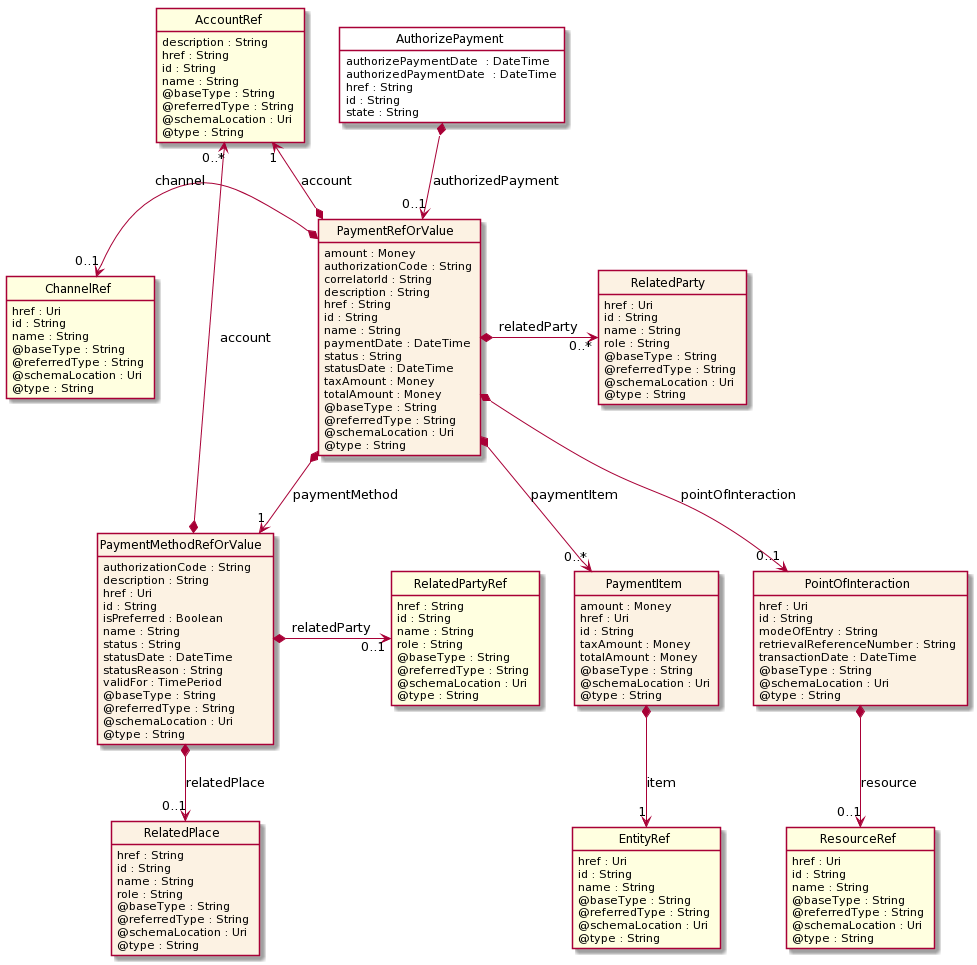 AccountRef
description : String
href : String
id : String
name : String
@baseType : String
@referredType : String
@schemaLocation : Uri
@type : String
AuthorizePayment
authorizePaymentDate : DateTime
authorizedPaymentDate : DateTime
href : String
id : String
state : String
0..*
1
channel
account
authorizedPayment
0..1
0..1
ChannelRef
href : Uri
id : String
name : String
@baseType : String
@referredType : String
@schemaLocation : Uri
@type : String
account
PaymentRefOrValue
amount : Money
authorizationCode : String
correlatorId : String
description : String
href : String
id : String
name : String
paymentDate : DateTime
status : String
statusDate : DateTime
taxAmount : Money
totalAmount : Money
@baseType : String
@referredType : String
@schemaLocation : Uri
@type : String
relatedParty
0..*
RelatedParty
href : Uri
id : String
name : String
role : String
@baseType : String
@referredType : String
@schemaLocation : Uri
@type : String
paymentMethod
1
paymentItem
0..*
pointOfInteraction
0..1
PaymentMethodRefOrValue
authorizationCode : String
description : String
href : Uri
id : String
isPreferred : Boolean
name : String
status : String
statusDate : DateTime
statusReason : String
validFor : TimePeriod
@baseType : String
@referredType : String
@schemaLocation : Uri
@type : String
relatedParty
0..1
RelatedPartyRef
href : String
id : String
name : String
role : String
@baseType : String
@referredType : String
@schemaLocation : Uri
@type : String
PaymentItem
amount : Money
href : Uri
id : String
taxAmount : Money
totalAmount : Money
@baseType : String
@schemaLocation : Uri
@type : String
PointOfInteraction
href : Uri
id : String
modeOfEntry : String
retrievalReferenceNumber : String
transactionDate : DateTime
@baseType : String
@schemaLocation : Uri
@type : String
relatedPlace
0..1
item
1
resource
0..1
RelatedPlace
href : String
id : String
name : String
role : String
@baseType : String
@referredType : String
@schemaLocation : Uri
@type : String
EntityRef
href : Uri
id : String
name : String
@baseType : String
@referredType : String
@schemaLocation : Uri
@type : String
ResourceRef
href : Uri
id : String
name : String
@baseType : String
@referredType : String
@schemaLocation : Uri
@type : String